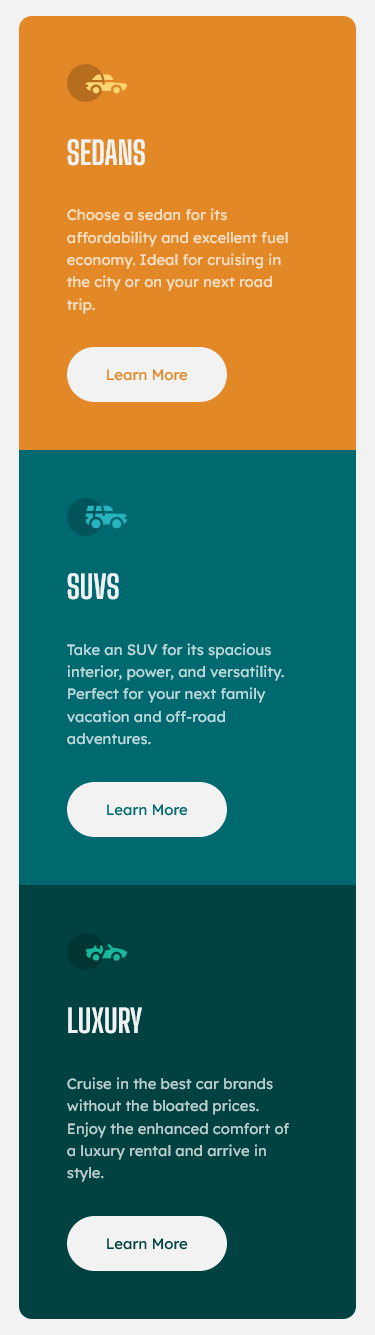 SEDANS
Choose a sedan for its
affordability and excellent fuel
economy. Ideal for cruising in
the city or on your next road
trip.
Learn More
SUVS
Take an SUV for its spacious
interior, power, and versatility.
Perfect for your next family
vacation and off-road
adventures.
Learn More
LUXURY
Cruise in the best car brands
without the bloated prices.
Enjoy the enhanced comfort of
a luxury rental and arrive in
style.
Learn More